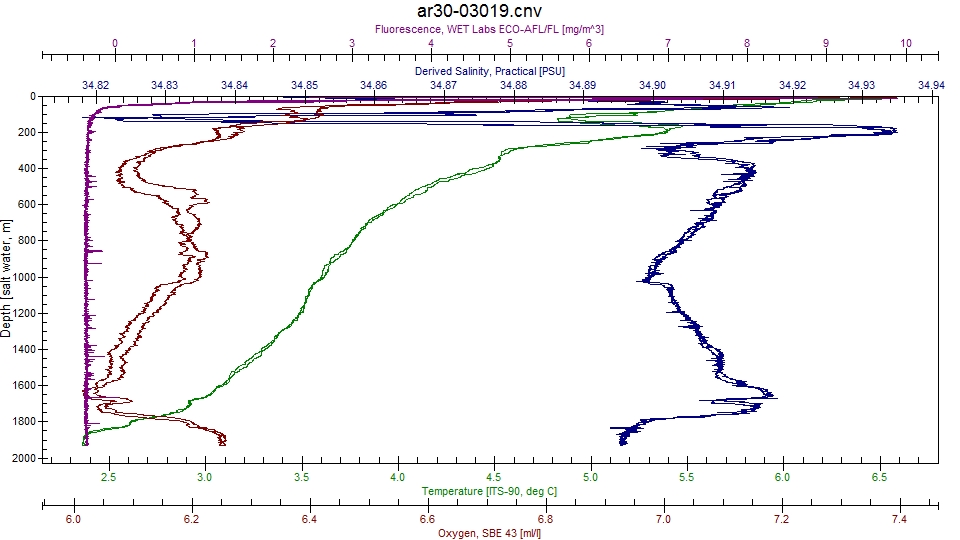 ar30-03019.cnv
Fluorescence, WET Labs ECO-AFL/FL [mg/m^3]
0 1 2 3 4 5 6 7 8 9 10
Derived Salinity, Practical [PSU]
34.82 34.83 34.84 34.85 34.86 34.87 34.88 34.89 34.90 34.91 34.92 34.93 34.94
0
200
400
600
800
1000
1200
1400
1600
1800
2000
Depth [salt water, m]
2.5 3.0 3.5 4.0 4.5 5.0 5.5 6.0 6.5
Temperature [ITS-90, deg C]
6.0 6.2 6.4 6.6 6.8 7.0 7.2 7.4
Oxygen, SBE 43 [ml/l]